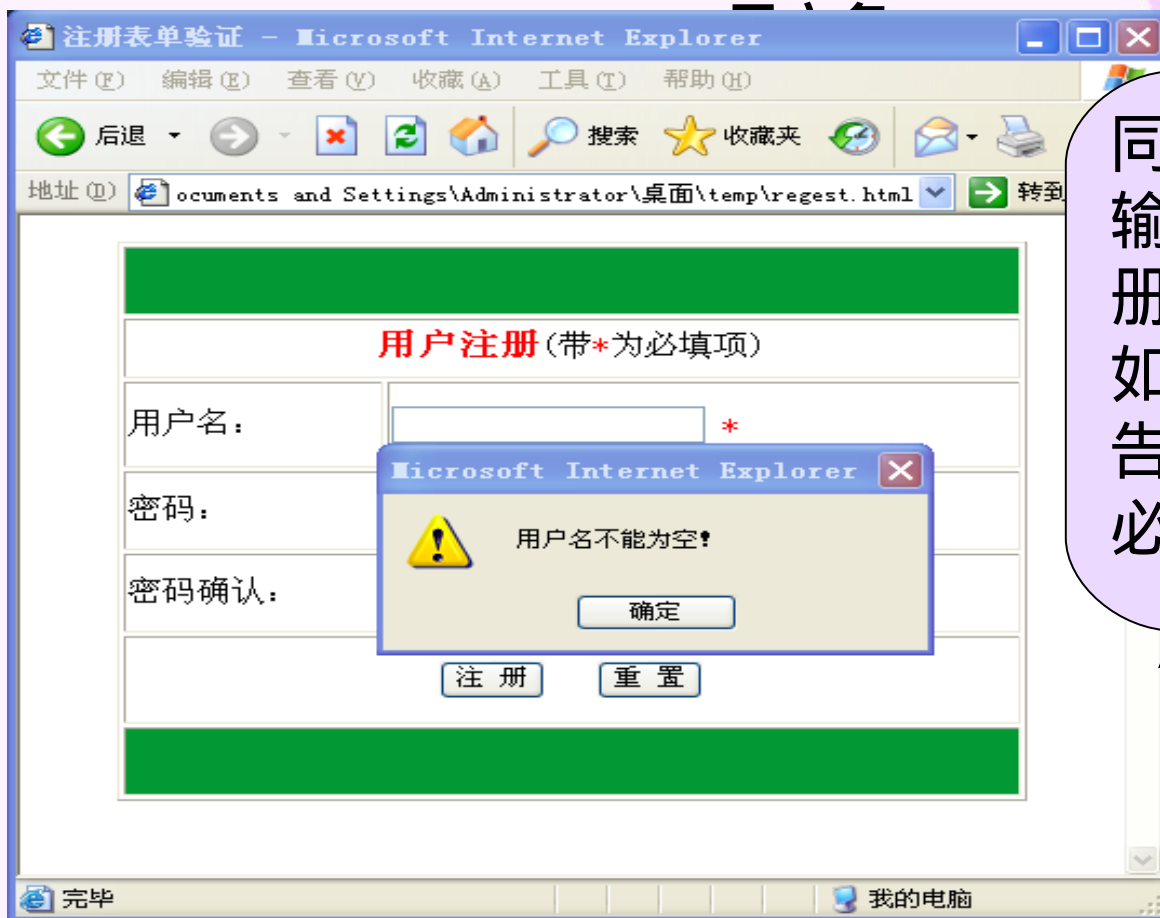 注册表单验证 - Microsoft Internet Explorer
文件(F) 编辑(E) 查看(V) 收藏(A) 工具(T) 帮助(H)
后退 搜索 收藏夹
地址(D) ocuments and Settings\Administrator\桌面\temp\regest.html 转到
同
输
册
如
告
必
用户注册(带*为必填项)
用户名： *
Microsoft Internet Explorer
密码：
用户名不能为空!
密码确认：
确定
注 册 重 置
完毕 我的电脑